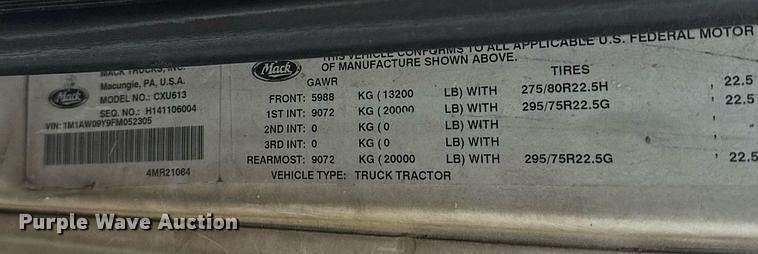 MACK TRUCKS, INC.
Macungie, PA, U.S.A.
Mack
MODEL NO.: CXU613
SEQ. NO.: H141106004
VIN: 1M1AW09Y9FM052305
4MR21084
THIS VEHICLE CONFORMS TO ALL APPLICABLE U.S. FEDERAL MOTOR
Mack
OF MANUFACTURE SHOWN ABOVE.
GAWR TIRES
FRONT: 5988 KG ( 13200 LB) WITH 275/80R22.5H , 22.5
1ST INT: 9072 KG ( 20000 LB) WITH 295/75R22.5G , 22.5
2ND INT: 0 KG ( LB) WITH
3RD INT: 0 KG ( LB) WITH
REARMOST: 9072 KG (20000 LB) WITH 295/75R22.5G , 22.5
VEHICLE TYPE: TRUCK TRACTOR
Purple Wave Auction